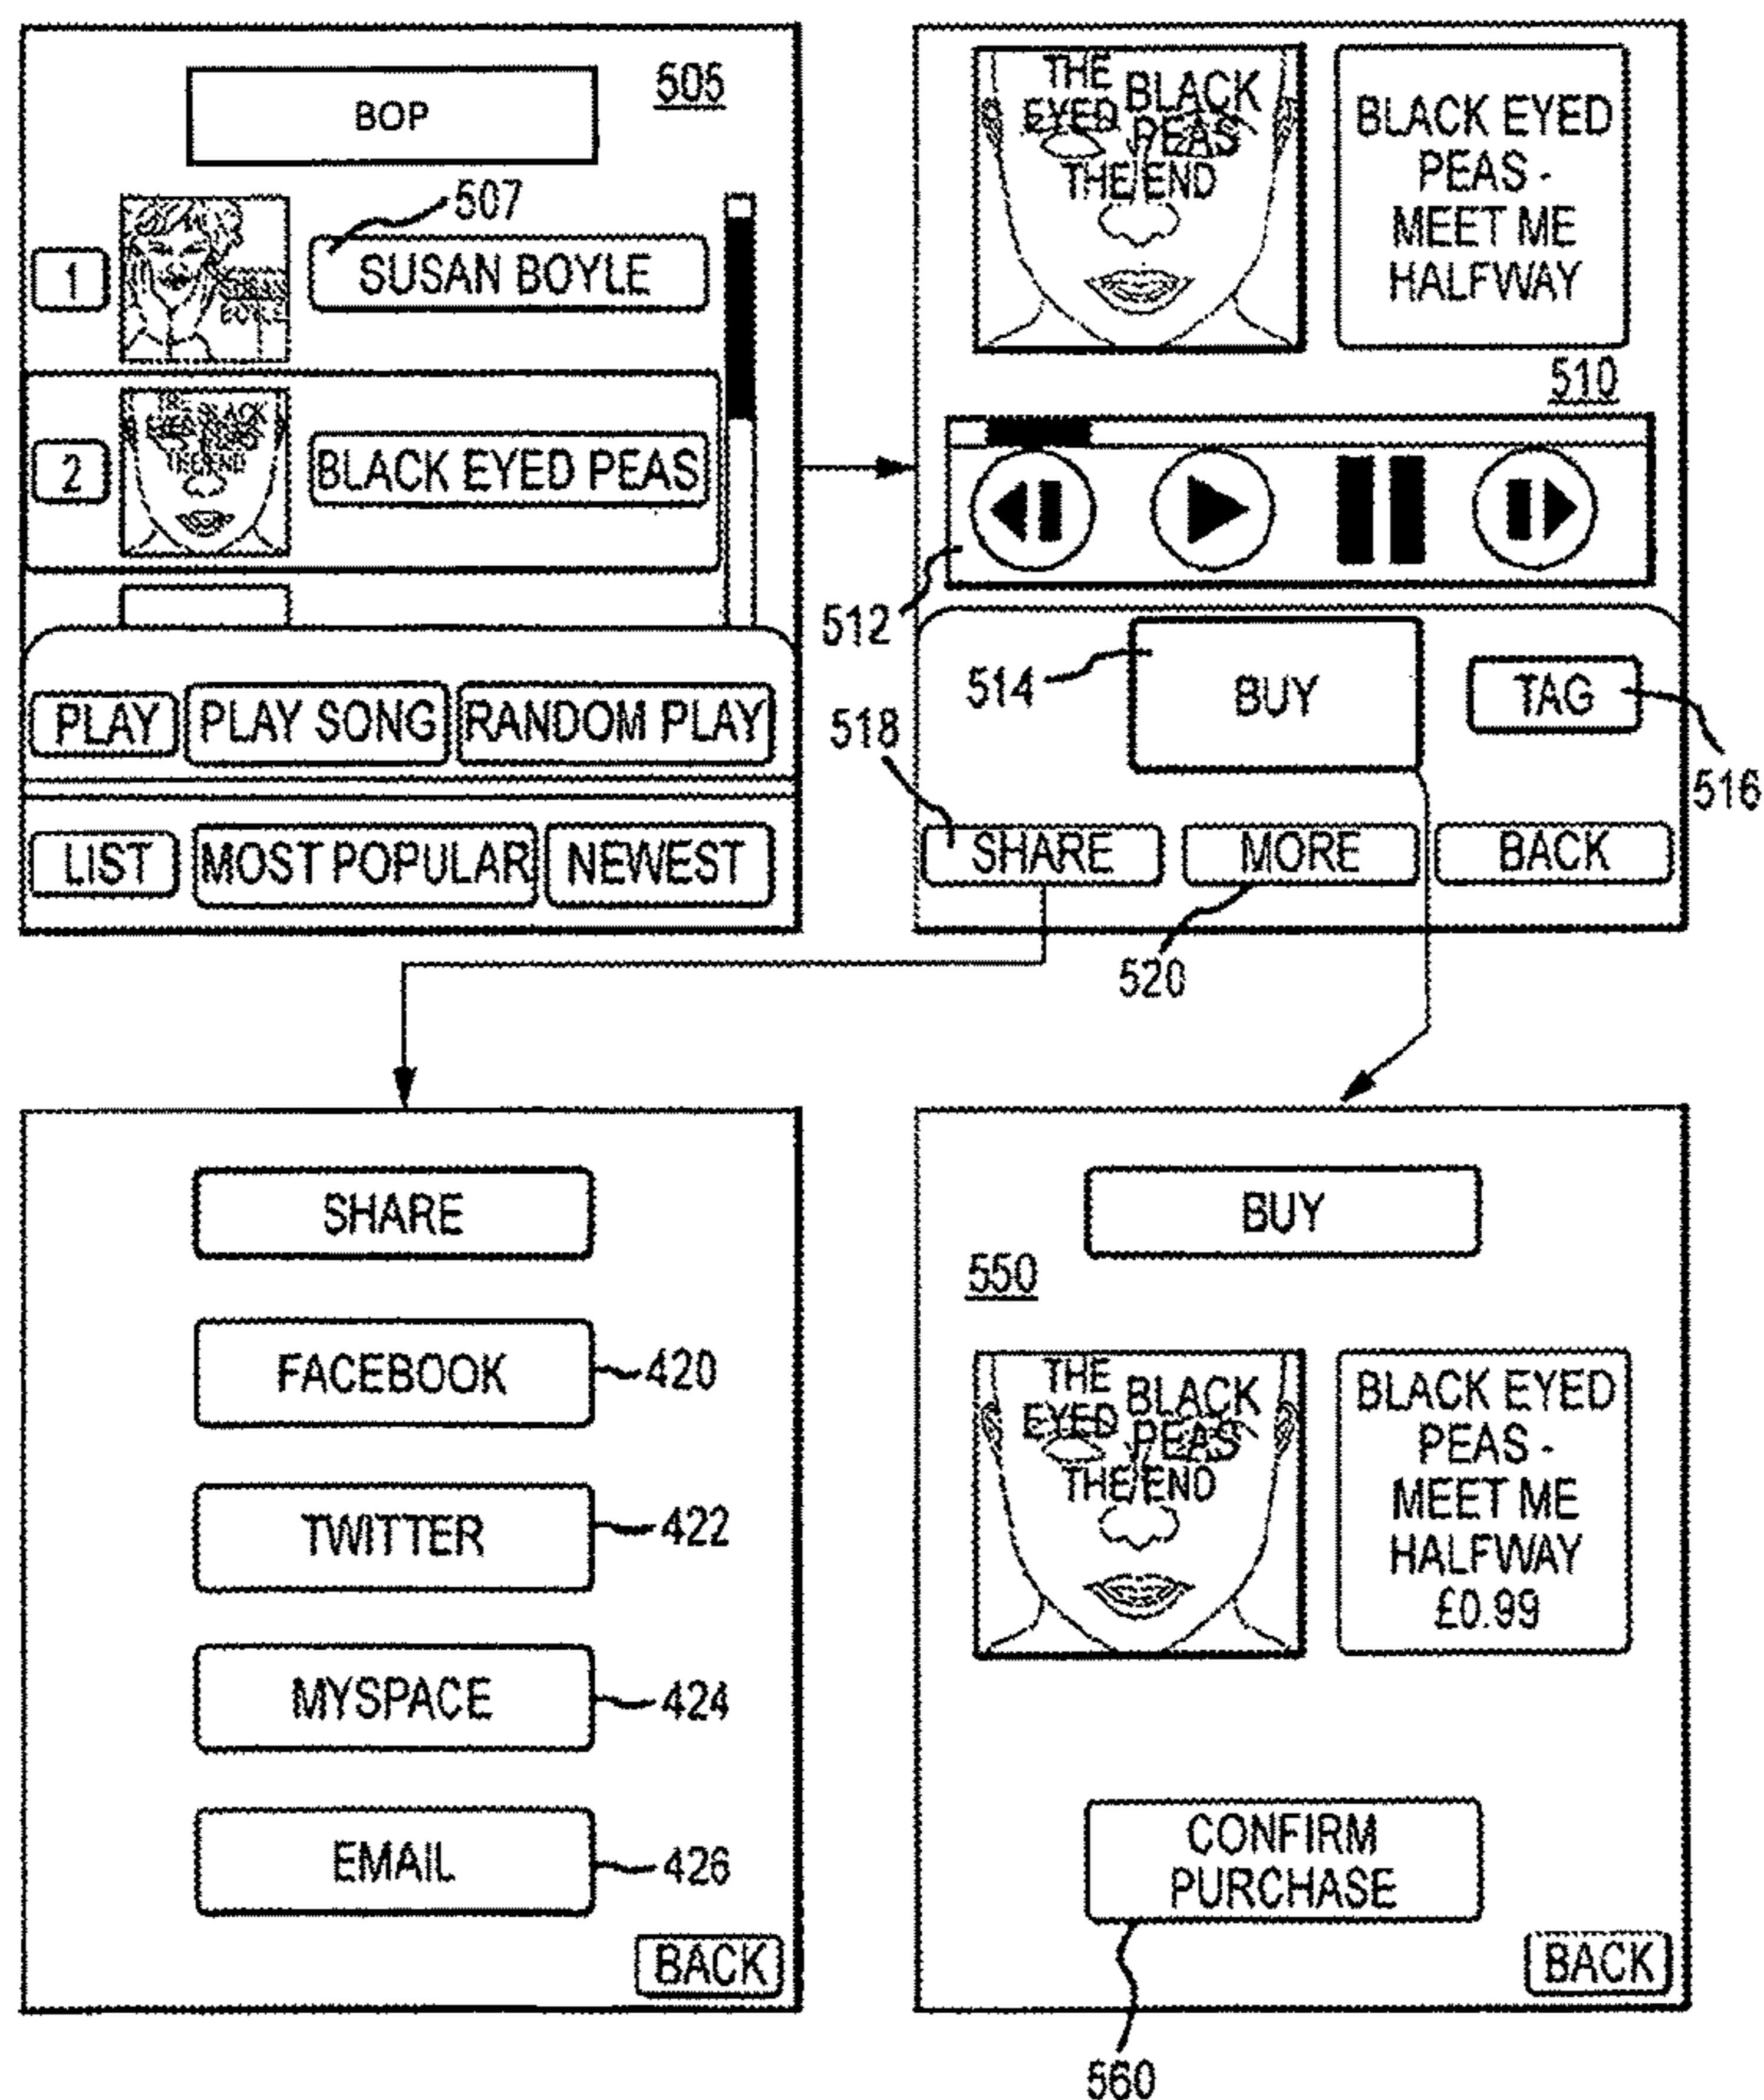 BOP
505
507
1
SUSAN BOYLE
2
BLACK EYED PEAS
PLAY
PLAY SONG
RANDOM PLAY
LIST
MOST POPULAR
NEWEST
THE
EYED
BLACK
PEAS
THE END
BLACK EYED
PEAS -
MEET ME
HALFWAY
510
512
514
BUY
TAG
516
518
SHARE
MORE
BACK
520
SHARE
FACEBOOK
420
TWITTER
422
MYSPACE
424
EMAIL
426
BACK
BUY
550
THE
EYED
BLACK
PEAS
THE END
BLACK EYED
PEAS -
MEET ME
HALFWAY
£0.99
CONFIRM
PURCHASE
BACK
560